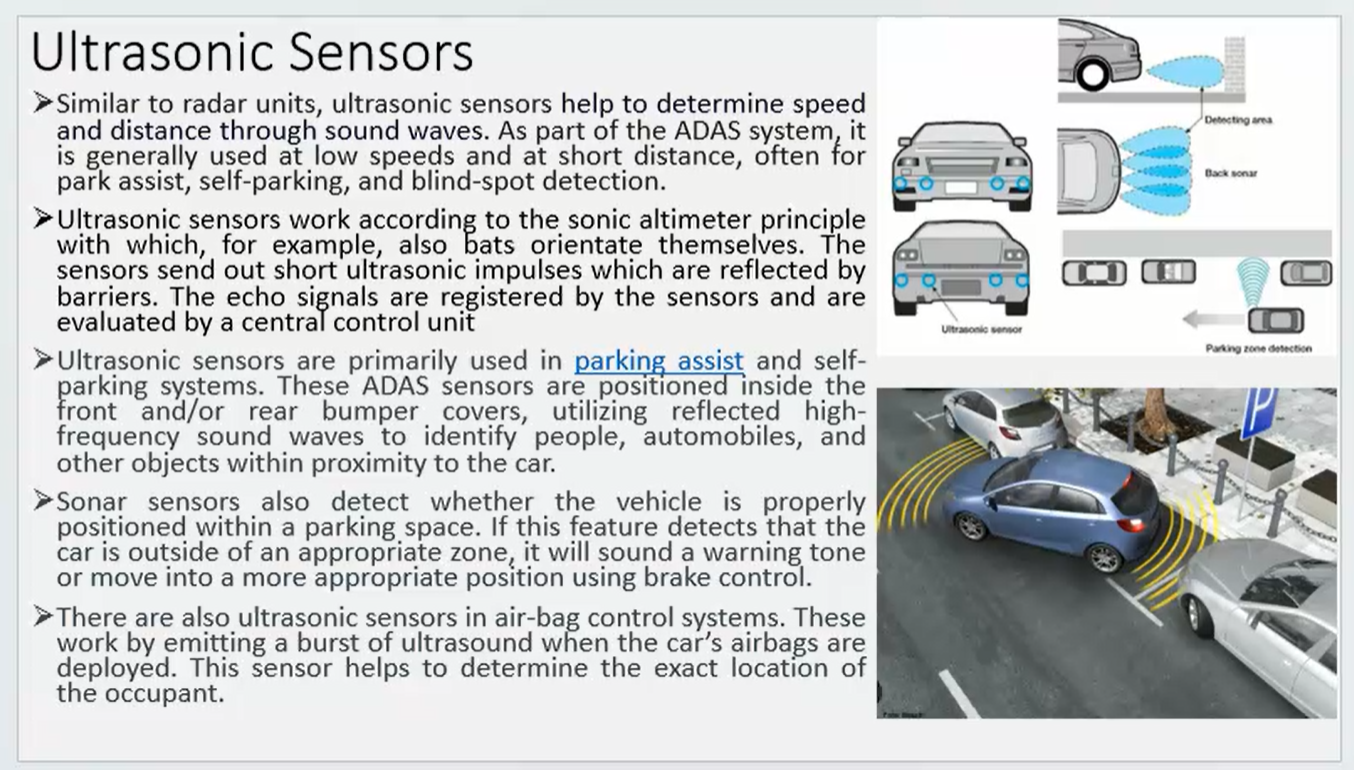 Ultrasonic Sensors
➢Similar to radar units, ultrasonic sensors help to determine speed
and distance through sound waves. As part of the ADAS system, it
is generally used at low speeds and at short distance, often for
park assist, self-parking, and blind-spot detection.
➢Ultrasonic sensors work according to the sonic altimeter principle
with which, for example, also bats orientate themselves. The
sensors send out short ultrasonic impulses which are reflected by
barriers. The echo signals are registered by the sensors and are
evaluated by a central control unit
➢Ultrasonic sensors are primarily used in parking assist and self-
parking systems. These ADAS sensors are positioned inside the
front and/or rear bumper covers, utilizing reflected high-
frequency sound waves to identify people, automobiles, and
other objects within proximity to the car.
➢Sonar sensors also detect whether the vehicle is properly
positioned within a parking space. If this feature detects that the
car is outside of an appropriate zone, it will sound a warning tone
or move into a more appropriate position using brake control.
➢There are also ultrasonic sensors in air-bag control systems. These
work by emitting a burst of ultrasound when the car's airbags are
deployed. This sensor helps to determine the exact location of
the occupant.
Detecting area
Back sonar
Ultrasonic sensor
Parking zone detection
P